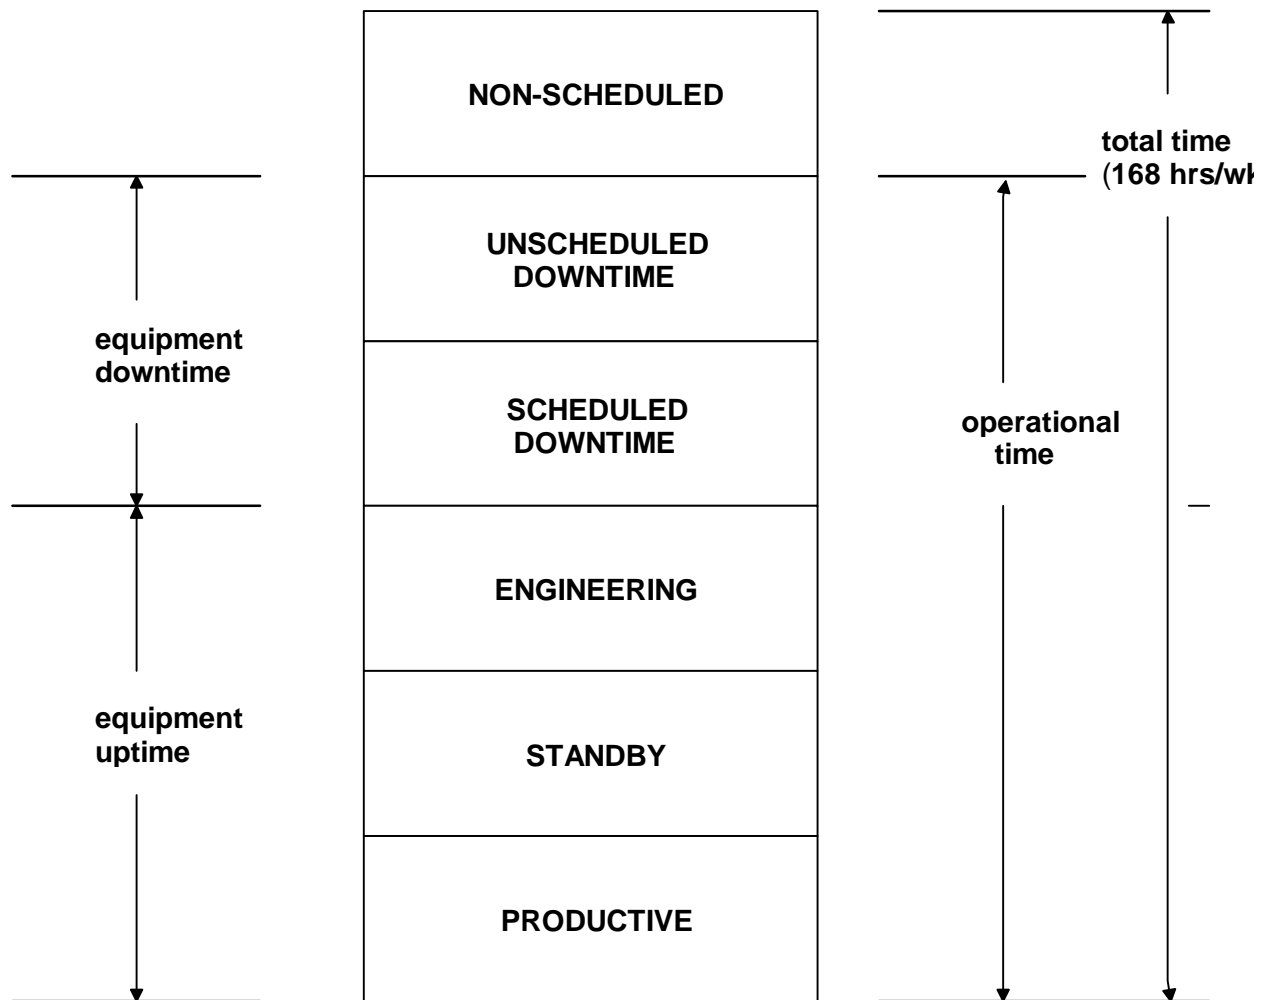 NON-SCHEDULED
total time
(168 hrs/wk
UNSCHEDULED
DOWNTIME
equipment
downtime
SCHEDULED
DOWNTIME
operational
time
ENGINEERING
equipment
uptime
STANDBY
PRODUCTIVE